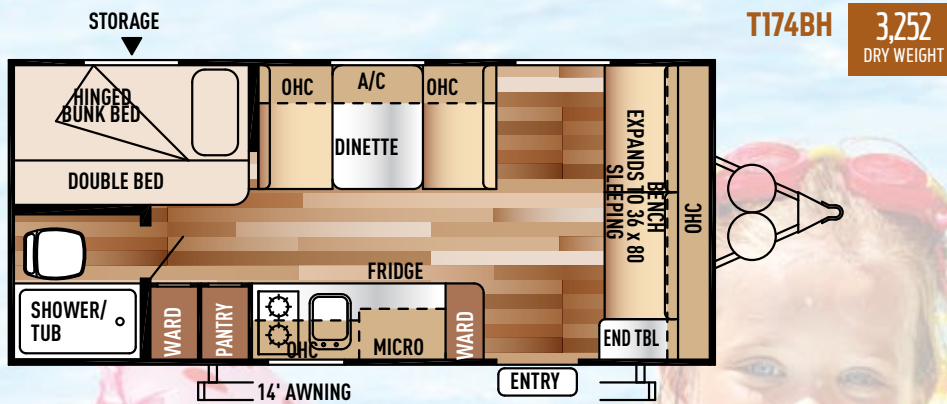 STORAGE
T174BH
3,252
DRY WEIGHT
HINGED
BUNK BED
DOUBLE BED
OHC
A/C
OHC
DINETTE
BENCH
EXPANDS TO 36 x 80
SLEEPING
OHC
FRIDGE
SHOWER/
TUB
WARD
PANTRY
OHC
MICRO
WARD
END TBL
14' AWNING
ENTRY